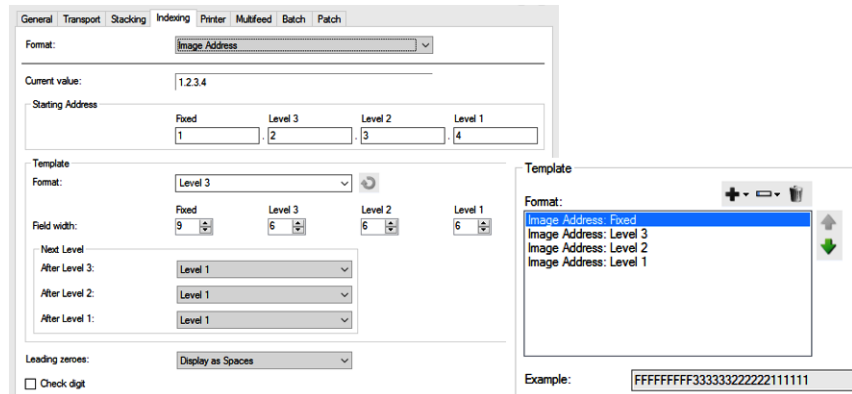 General Transport Stacking Indexing Printer Multifeed Batch Patch
Format: Image Address
Current value: 1.2.3.4
Starting Address
Fixed Level 3 Level 2 Level 1
1 . 2 . 3 . 4
Template
Format: Level 3
Fixed Level 3 Level 2 Level 1
Field width: 9 6 6 6
Next Level
After Level 3: Level 1
After Level 2: Level 1
After Level 1: Level 1
Leading zeroes: Display as Spaces
Check digit
Template
Format:
Image Address: Fixed
Image Address: Level 3
Image Address: Level 2
Image Address: Level 1
Example: FFFFFFFFF333333222222111111